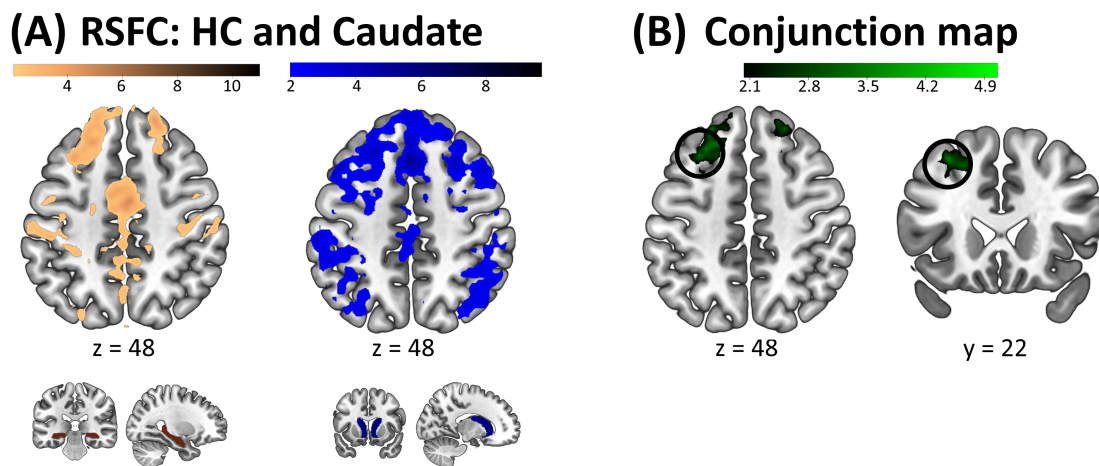 (A) RSFC: HC and Caudate
4 6 8 10
2 4 6 8
z = 48
z = 48
(B) Conjunction map
2.1 2.8 3.5 4.2 4.9
z = 48
y = 22